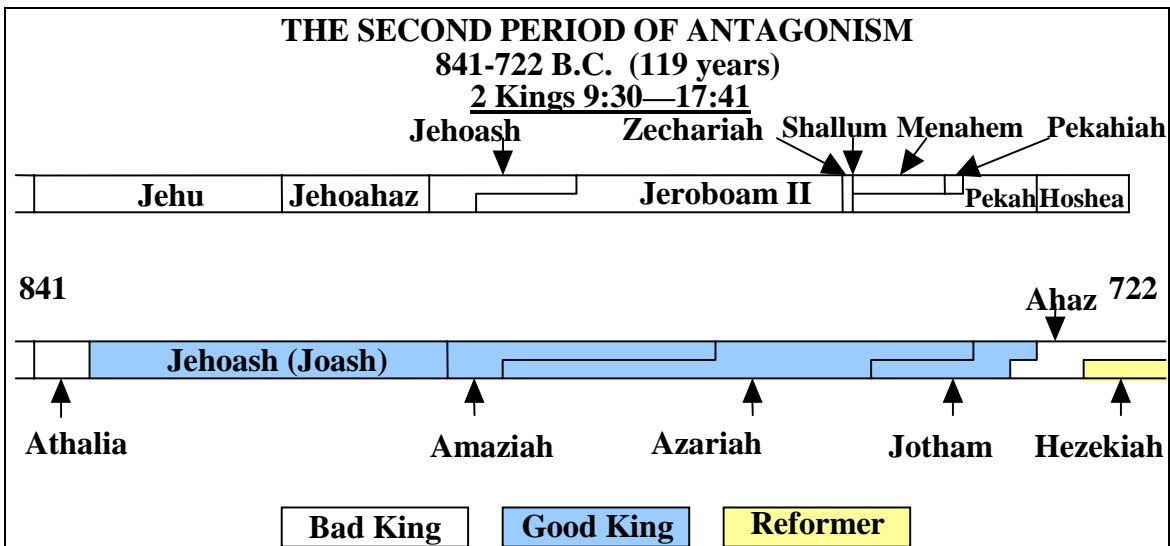 THE SECOND PERIOD OF ANTAGONISM
841-722 B.C. (119 years)
2 Kings 9:30—17:41
Jehoash Zechariah Shallum Menahem Pekahiah
Jehu Jehoahaz Jeroboam II Pekah Hoshea
841 722
Ahaz
Jehoash (Joash)
Athalia Amaziah Azariah Jotham Hezekiah
Bad King Good King Reformer